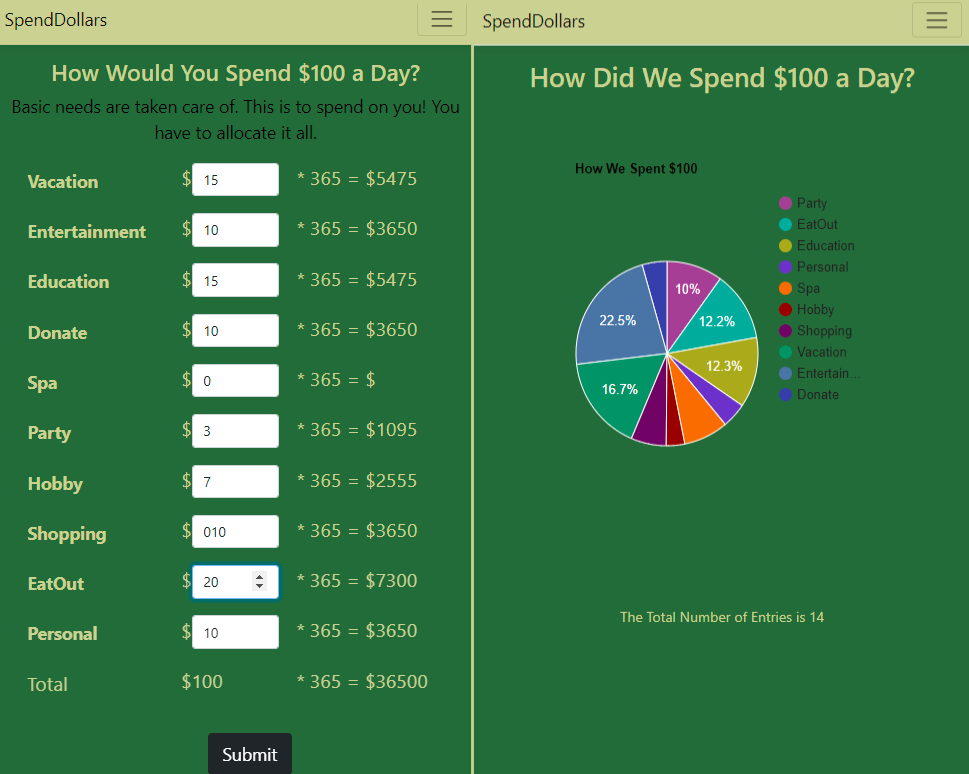 SpendDollars
How Would You Spend $100 a Day?
Basic needs are taken care of. This is to spend on you! You
have to allocate it all.
Vacation $ 15 * 365 = $5475
Entertainment $ 10 * 365 = $3650
Education $ 15 * 365 = $5475
Donate $ 10 * 365 = $3650
Spa $ 0 * 365 = $
Party $ 3 * 365 = $1095
Hobby $ 7 * 365 = $2555
Shopping $ 010 * 365 = $3650
EatOut $ 20 * 365 = $7300
Personal $ 10 * 365 = $3650
Total $100 * 365 = $36500
Submit
SpendDollars
How Did We Spend $100 a Day?
How We Spent $100
10%
12.2%
12.3%
16.7%
22.5%
Party
EatOut
Education
Personal
Spa
Hobby
Shopping
Vacation
Entertain...
Donate
The Total Number of Entries is 14